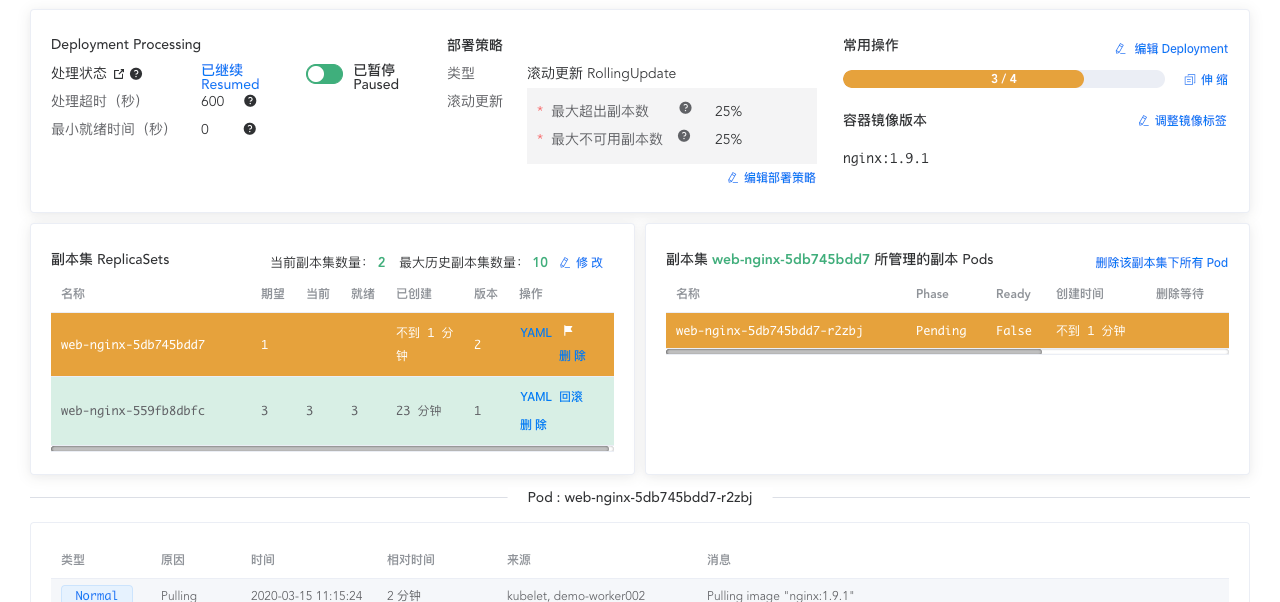 Deployment Processing
处理状态 已继续 Resumed 已暂停 Paused
处理超时（秒） 600
最小就绪时间（秒） 0
部署策略
类型 滚动更新 RollingUpdate
滚动更新
* 最大超出副本数 25%
* 最大不可用副本数 25%
编辑部署策略
常用操作 编辑 Deployment
3 / 4 伸 缩
容器镜像版本 调整镜像标签
nginx:1.9.1
副本集 ReplicaSets 当前副本集数量： 2 最大历史副本集数量： 10 修 改
名称 期望 当前 就绪 已创建 版本 操作
web-nginx-5db745bdd7 1 不到 1 分钟 2 YAML 删 除
web-nginx-559fb8dbfc 3 3 3 23 分钟 1 YAML 回滚 删 除
副本集 web-nginx-5db745bdd7 所管理的副本 Pods 删除该副本集下所有 Pod
名称 Phase Ready 创建时间 删除等待
web-nginx-5db745bdd7-r2zbj Pending False 不到 1 分钟
Pod : web-nginx-5db745bdd7-r2zbj
类型 原因 时间 相对时间 来源 消息
Normal Pulling 2020-03-15 11:15:24 2 分钟 kubelet, demo-worker002 Pulling image "nginx:1.9.1"